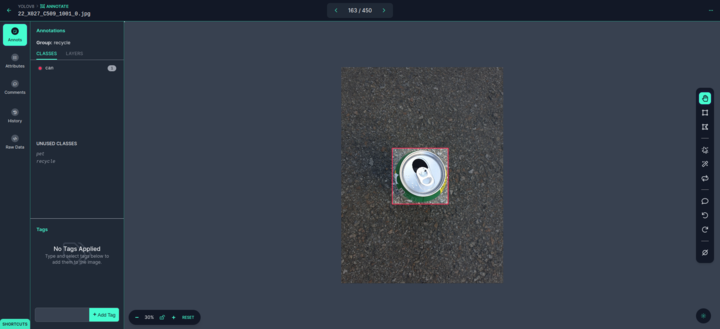 YOLOV8 ANNOTATE
22_X027_C509_1001_0.jpg
163 / 450
Annots
Attributes
Comments
History
Raw Data
SHORTCUTS
Annotations
Group: recycle
CLASSES LAYERS
can
UNUSED CLASSES
recycle
Tags
No Tags Applied
Type and select tags below to
add them to the image.
+ Add Tag
30%
RESET